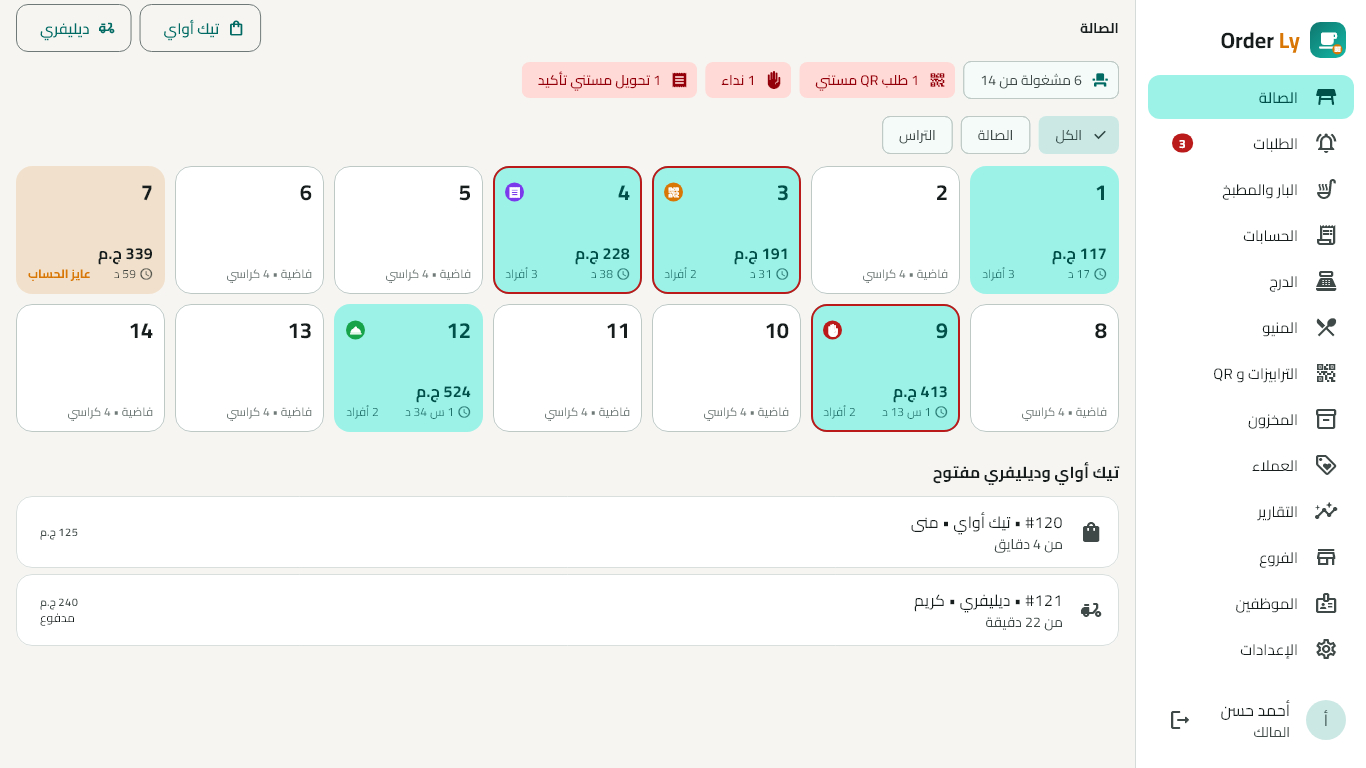 Order Ly
الصالة
الطلبات
3
البار والمطبخ
الحسابات
الدرج
المنيو
الترابيزات و QR
المخزون
العملاء
التقارير
الفروع
الموظفين
الإعدادات
أ
أحمد حسن
المالك
الصالة
تيك أواي
ديليفري
6 مشغولة من 14
1 طلب QR مستني
1 نداء
1 تحويل مستني تأكيد
الكل
الصالة
التراس
1
117 ج.م
17 د
3 أفراد
2
فاضية • 4 كراسي
3
191 ج.م
31 د
2 أفراد
4
228 ج.م
38 د
3 أفراد
5
فاضية • 4 كراسي
6
فاضية • 4 كراسي
7
339 ج.م
59 د
عايز الحساب
8
فاضية • 4 كراسي
9
413 ج.م
1 س 13 د
2 أفراد
10
فاضية • 4 كراسي
11
فاضية • 4 كراسي
12
524 ج.م
1 س 34 د
2 أفراد
13
فاضية • 4 كراسي
14
فاضية • 4 كراسي
تيك أواي وديليفري مفتوح
#120 • تيك أواي • منى
من 4 دقايق
125 ج.م
#121 • ديليفري • كريم
من 22 دقيقة
240 ج.م
مدفوع